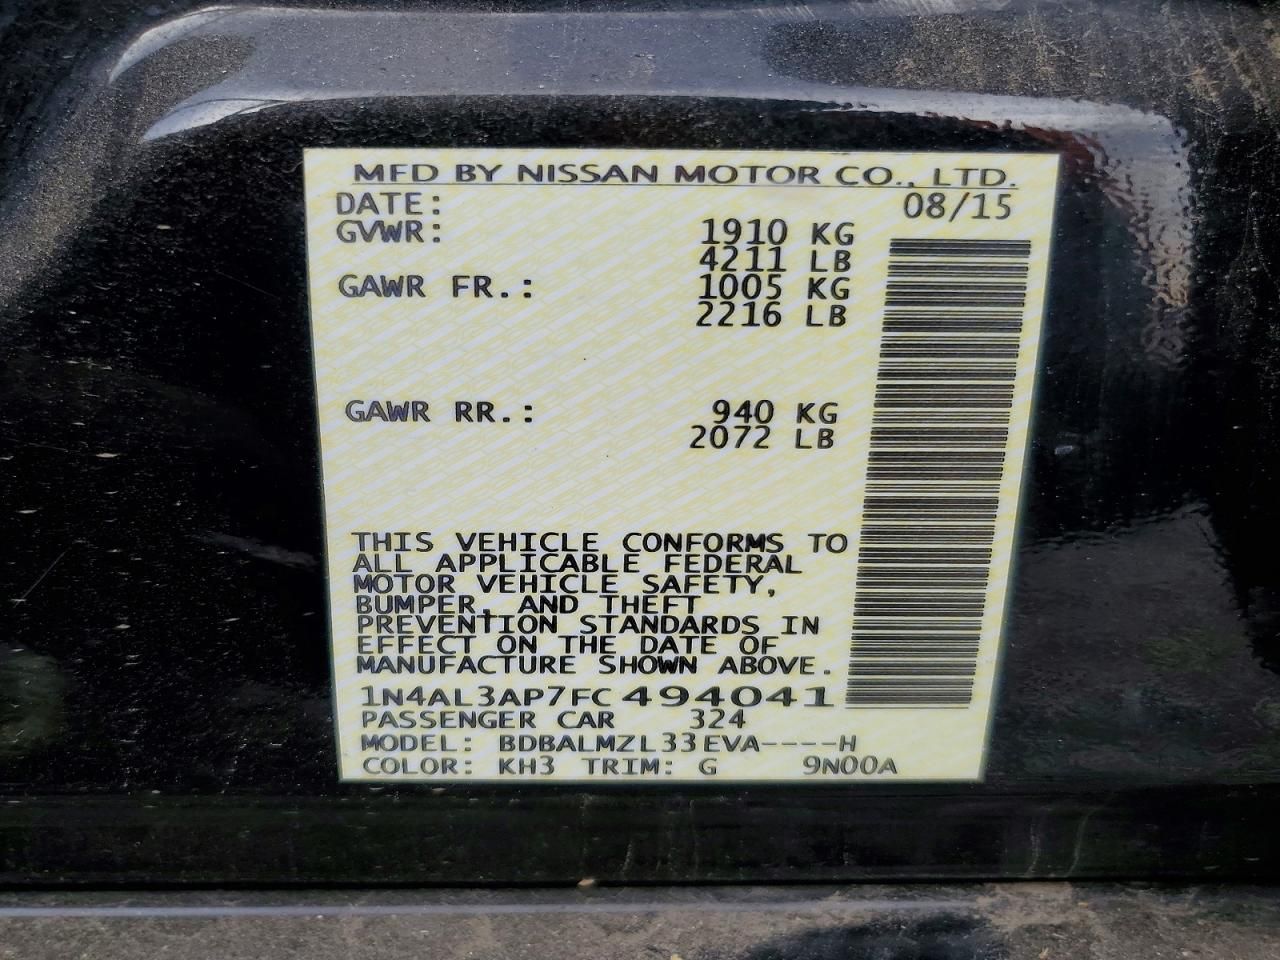 MFD BY NISSAN MOTOR CO., LTD.
DATE: 08/15
GVWR: 1910 KG
4211 LB
GAWR FR.: 1005 KG
2216 LB
GAWR RR.: 940 KG
2072 LB
THIS VEHICLE CONFORMS TO
ALL APPLICABLE FEDERAL
MOTOR VEHICLE SAFETY,
BUMPER, AND THEFT
PREVENTION STANDARDS IN
EFFECT ON THE DATE OF
MANUFACTURE SHOWN ABOVE.
1N4AL3AP7FC494041
PASSENGER CAR 324
MODEL: BDBALMZL33EVA----H
COLOR: KH3 TRIM: G 9N00A